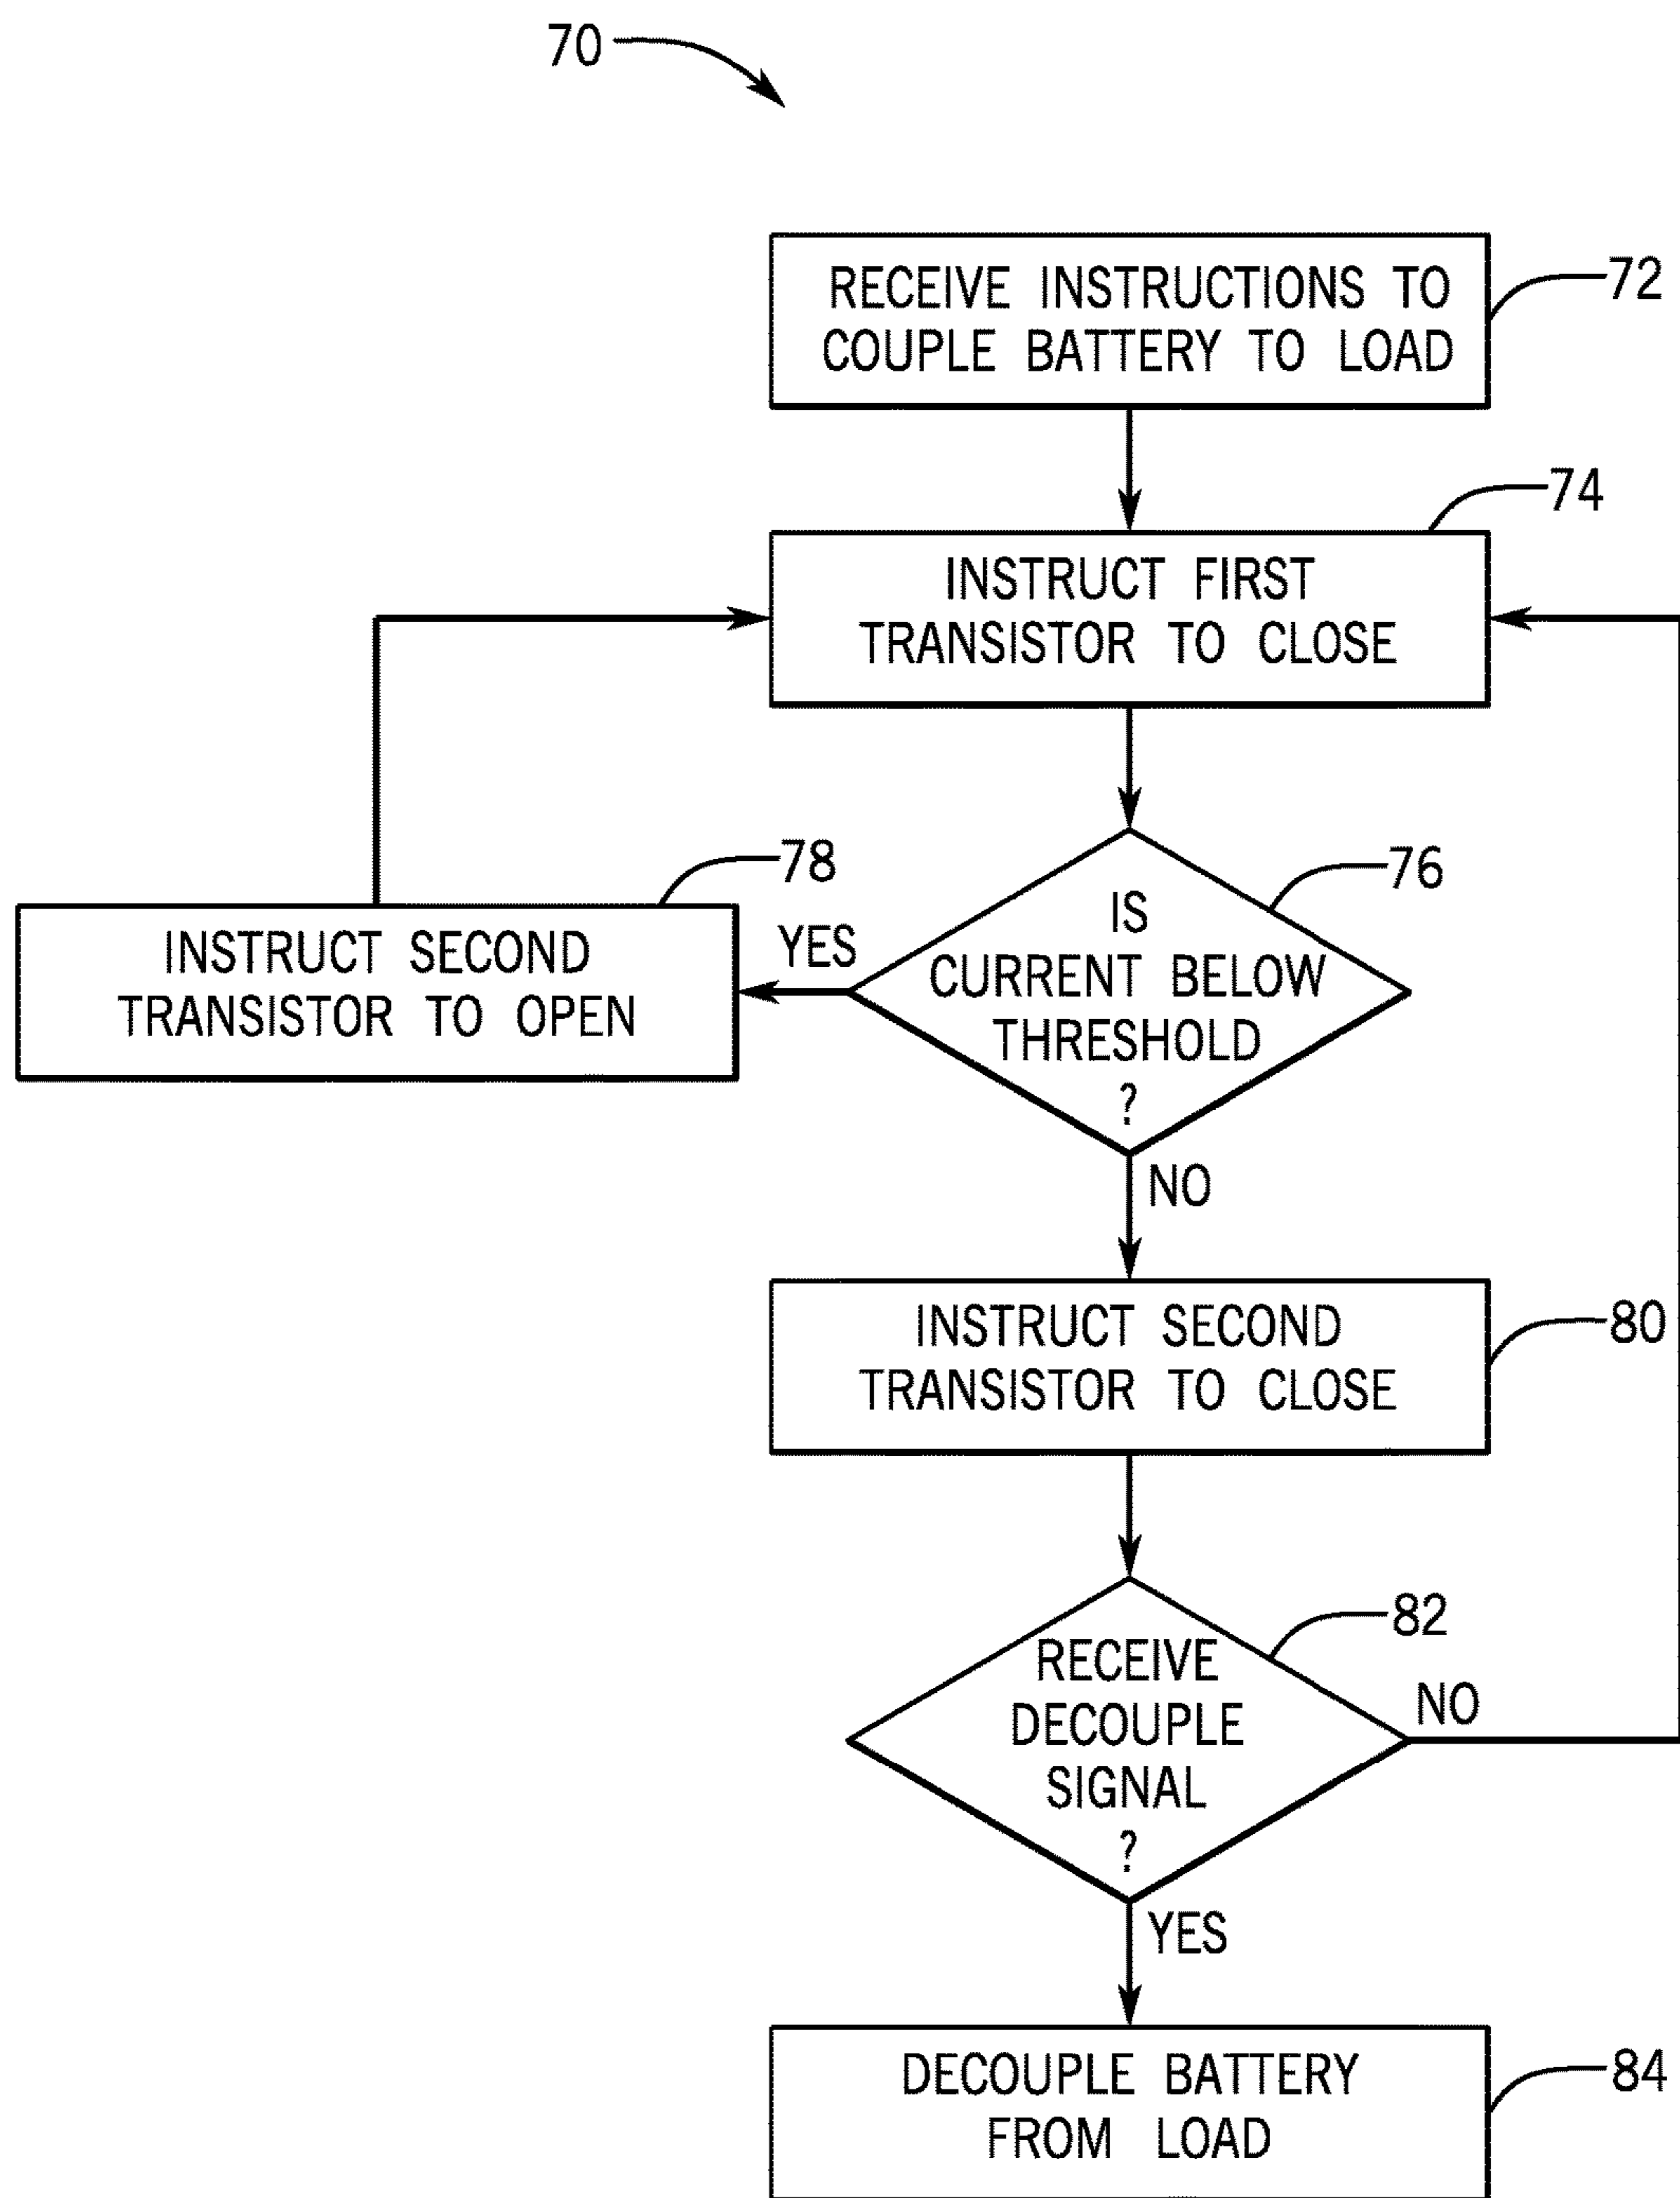 70
RECEIVE INSTRUCTIONS TO
COUPLE BATTERY TO LOAD
72
74
INSTRUCT FIRST
TRANSISTOR TO CLOSE
78
INSTRUCT SECOND
TRANSISTOR TO OPEN
YES
76
IS
CURRENT BELOW
THRESHOLD
?
NO
INSTRUCT SECOND
TRANSISTOR TO CLOSE
80
82
RECEIVE
DECOUPLE
SIGNAL
?
NO
YES
DECOUPLE BATTERY
FROM LOAD
84